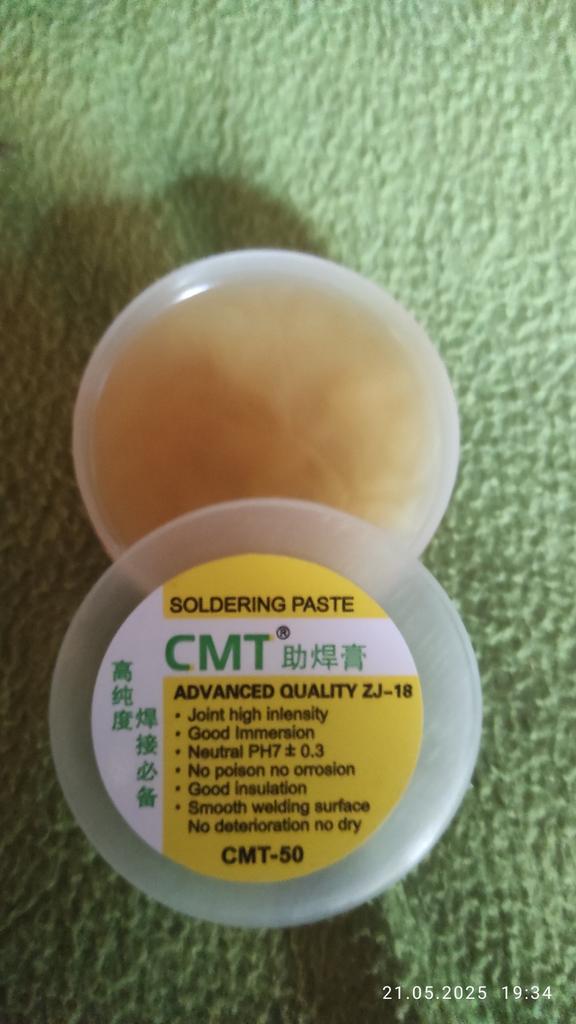 SOLDERING PASTE
CMT® 助焊膏
高纯度
焊接必备
ADVANCED QUALITY ZJ-18
• Joint high inlensity
• Good Immersion
• Neutral PH7 ± 0.3
• No poison no orrosion
• Good insulation
• Smooth welding surface
No deterioration no dry
CMT-50
21.05.2025 19:34